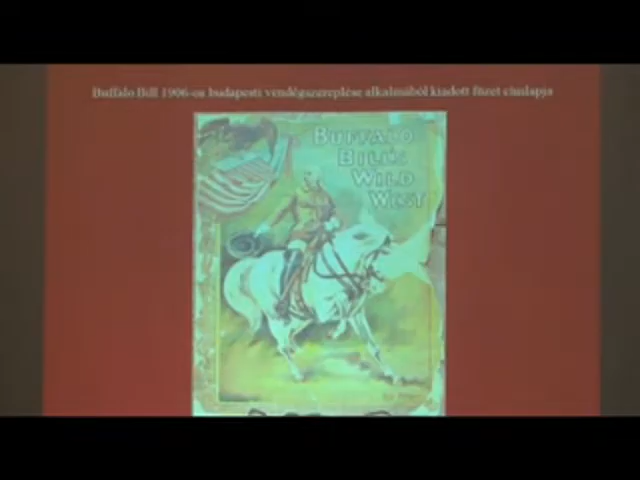 Buffalo Bill 1906-os budapesti vendégszereplése alkalmából kiadott füzet címlapja
BUFFALO
BILL'S
WILD
WEST